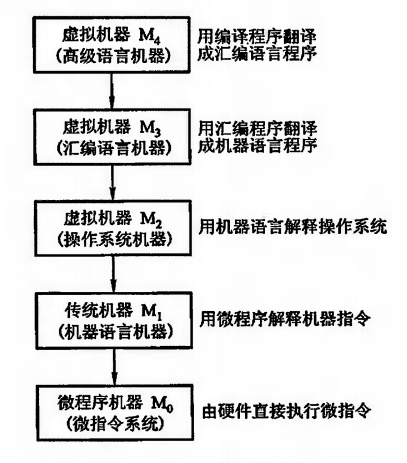 虚拟机器 M4
(高级语言机器)
用编译程序翻译
成汇编语言程序
虚拟机器 M3
(汇编语言机器)
用汇编程序翻译
成机器语言程序
虚拟机器 M2
(操作系统机器)
用机器语言解释操作系统
传统机器 M1
(机器语言机器)
用微程序解释机器指令
微程序机器 M0
(微指令系统)
由硬件直接执行微指令